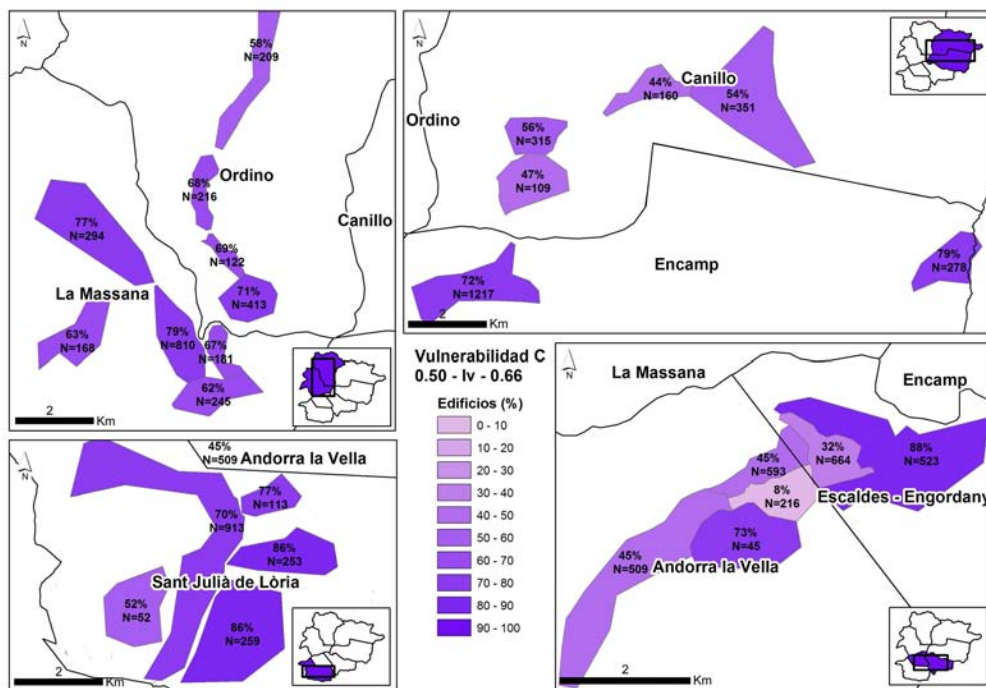 N
58%
N=209
68%
N=216
Ordino
69%
N=122
Canillo
77%
N=294
71%
N=413
La Massana
63%
N=168
79%
N=810
67%
N=181
62%
N=245
2
Km
N
Canillo
44%
N=160
54%
N=351
Ordino
56%
N=315
47%
N=109
Encamp
72%
N=1217
79%
N=278
2
Km
Vulnerabilidad C
0.50 - Iv - 0.66
Edificios (%)
0 - 10
10 - 20
20 - 30
30 - 40
40 - 50
50 - 60
60 - 70
70 - 80
80 - 90
90 - 100
N
45%
N=509
Andorra la Vella
77%
N=113
70%
N=913
86%
N=253
Sant Julià de Lòria
52%
N=52
86%
N=259
2
Km
N
La Massana
Encamp
32%
N=664
88%
N=523
45%
N=593
8%
N=216
Escaldes - Engordany
73%
N=45
45%
N=509
Andorra la Vella
2
Km